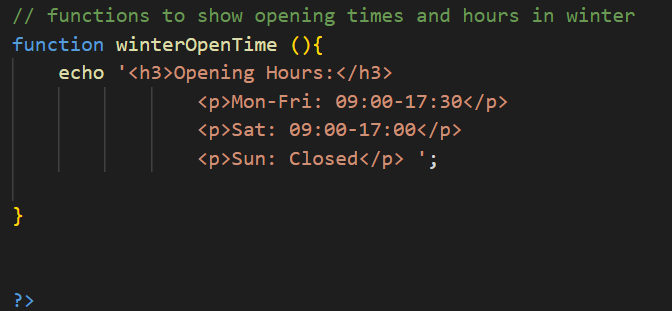 // functions to show opening times and hours in winter
function winterOpenTime (){
echo '<h3>Opening Hours:</h3>
<p>Mon-Fri: 09:00-17:30</p>
<p>Sat: 09:00-17:00</p>
<p>Sun: Closed</p> ';
}
?>